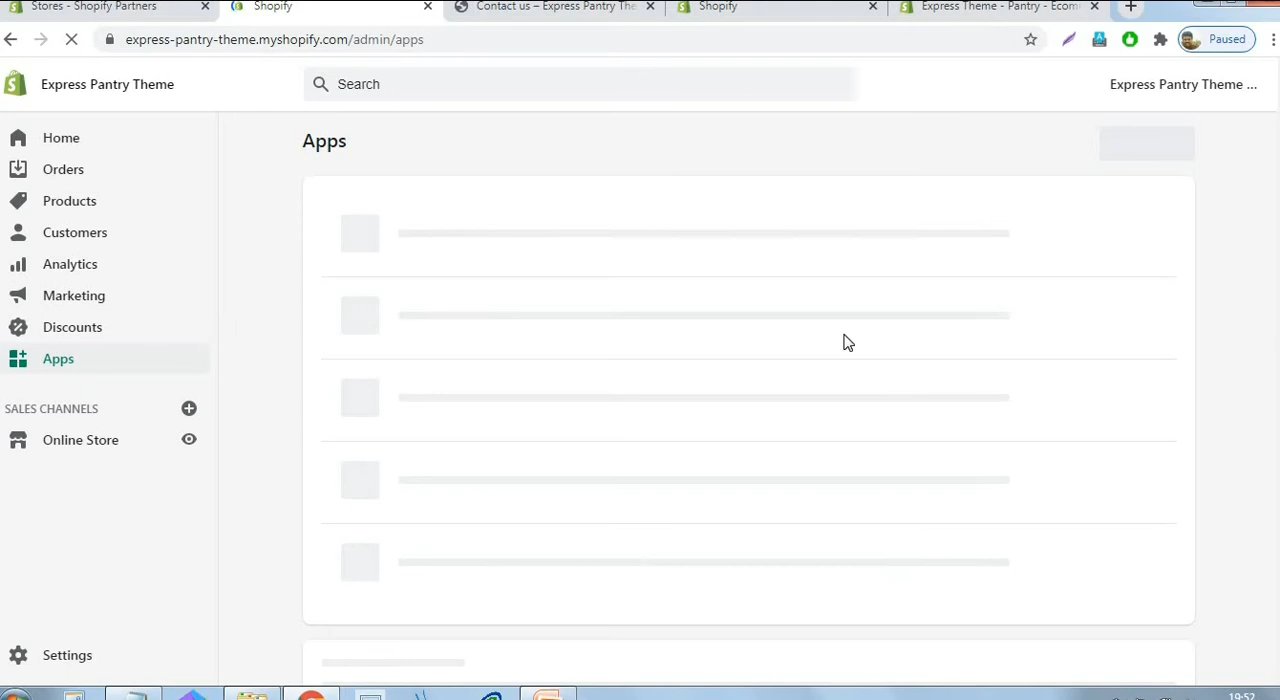 Stores - Shopify Partners
Shopify
Contact us – Express Pantry The
Shopify
Express Theme - Pantry - Ecom
express-pantry-theme.myshopify.com/admin/apps
Paused
Express Pantry Theme
Search
Express Pantry Theme ...
Home
Orders
Products
Customers
Analytics
Marketing
Discounts
Apps
SALES CHANNELS
Online Store
Settings
Apps
19:52